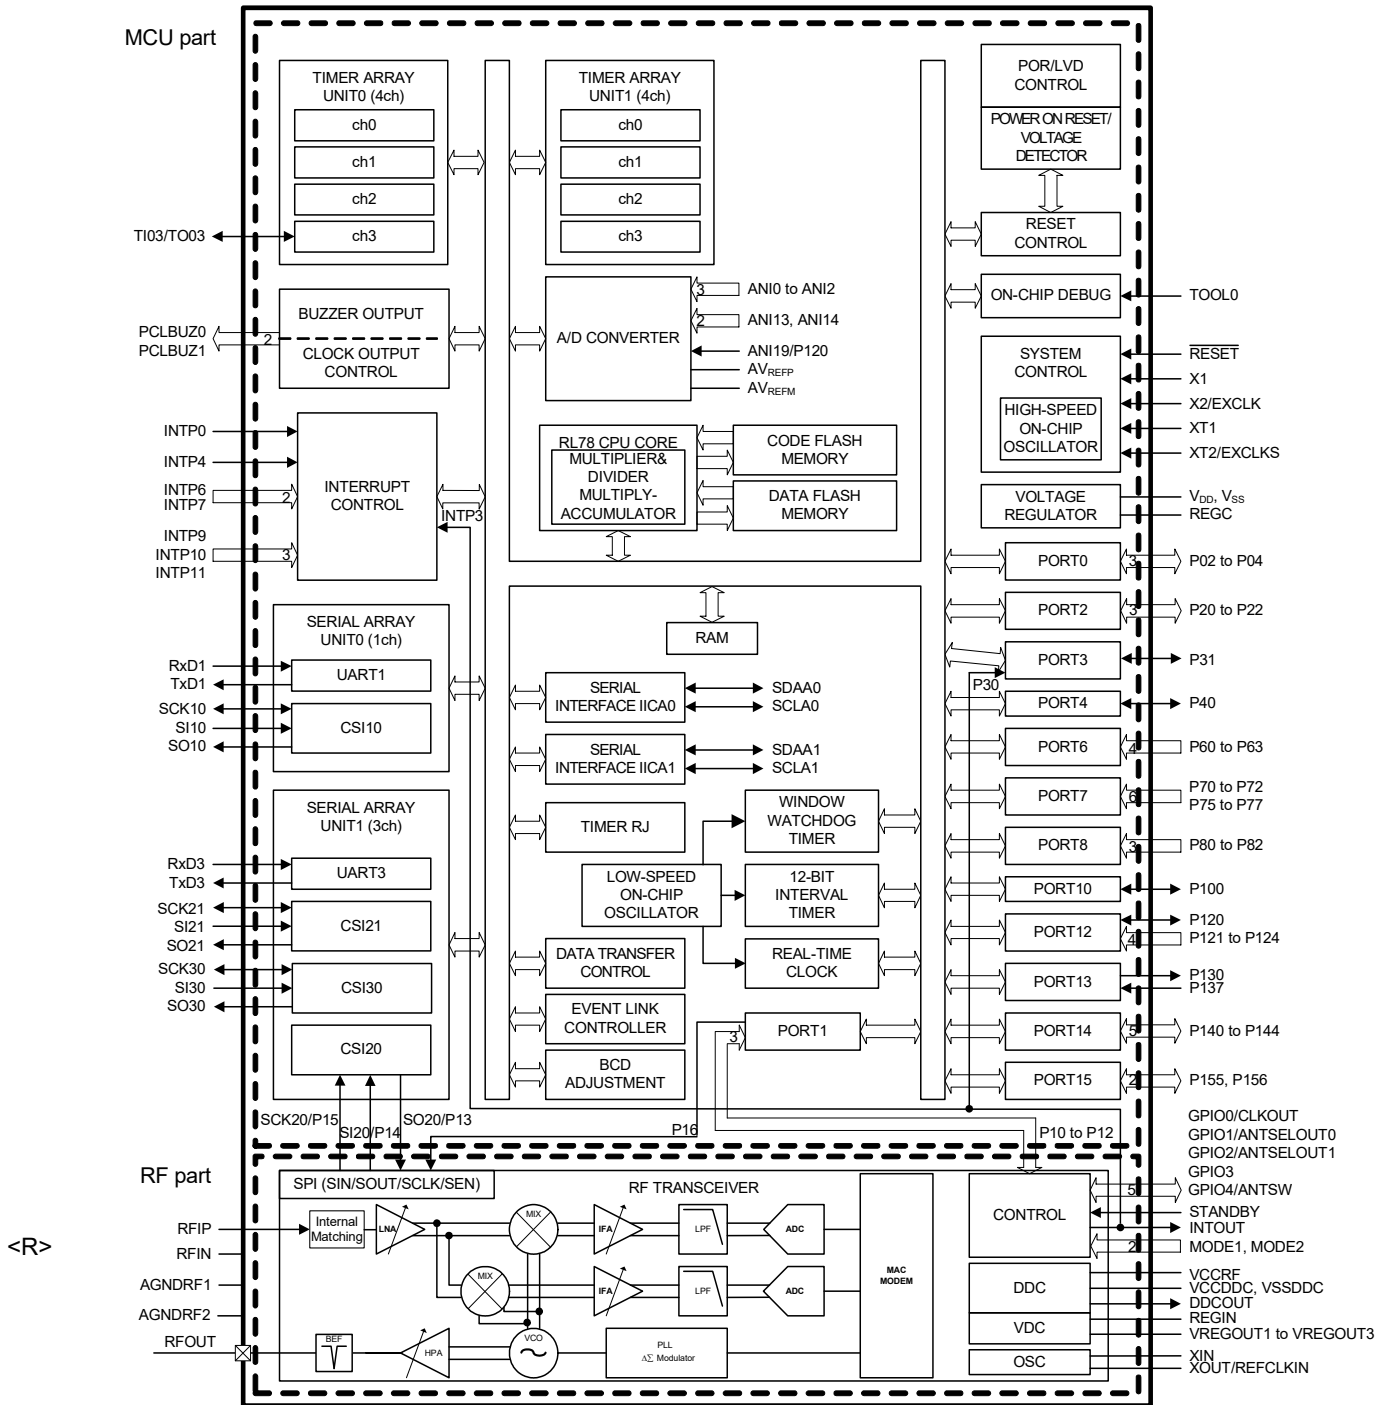 MCU part
TIMER ARRAY
UNIT0 (4ch)
ch0
ch1
ch2
ch3
TI03/TO03
TIMER ARRAY
UNIT1 (4ch)
ch0
ch1
ch2
ch3
POR/LVD
CONTROL
POWER ON RESET/
VOLTAGE
DETECTOR
RESET
CONTROL
ON-CHIP DEBUG
TOOL0
BUZZER OUTPUT
CLOCK OUTPUT
CONTROL
PCLBUZ0
PCLBUZ1
2
A/D CONVERTER
3
ANI0 to ANI2
2
ANI13, ANI14
ANI19/P120
AVREFP
AVREFM
SYSTEM
CONTROL
HIGH-SPEED
ON-CHIP
OSCILLATOR
RESET
X1
X2/EXCLK
XT1
XT2/EXCLKS
VOLTAGE
REGULATOR
VDD, VSS
REGC
INTP0
INTP4
INTP6
INTP7
2
INTP9
INTP10
INTP11
3
INTERRUPT
CONTROL
INTP3
RL78 CPU CORE
MULTIPLIER&
DIVIDER
MULTIPLY-
ACCUMULATOR
CODE FLASH
MEMORY
DATA FLASH
MEMORY
RAM
PORT0
3
P02 to P04
PORT2
3
P20 to P22
PORT3
P31
P30
PORT4
P40
PORT6
4
P60 to P63
PORT7
6
P70 to P72
P75 to P77
PORT8
3
P80 to P82
PORT10
P100
PORT12
P120
4
P121 to P124
PORT13
P130
P137
PORT14
5
P140 to P144
PORT15
2
P155, P156
SERIAL ARRAY
UNIT0 (1ch)
RxD1
TxD1
UART1
SCK10
SI10
SO10
CSI10
SERIAL ARRAY
UNIT1 (3ch)
RxD3
TxD3
UART3
SCK21
SI21
SO21
CSI21
SCK30
SI30
SO30
CSI30
CSI20
SERIAL
INTERFACE IICA0
SDAA0
SCLA0
SERIAL
INTERFACE IICA1
SDAA1
SCLA1
TIMER RJ
WINDOW
WATCHDOG
TIMER
LOW-SPEED
ON-CHIP
OSCILLATOR
12-BIT
INTERVAL
TIMER
REAL-TIME
CLOCK
DATA TRANSFER
CONTROL
EVENT LINK
CONTROLLER
BCD
ADJUSTMENT
PORT1
3
SCK20/P15
SI20/P14
SO20/P13
P16
P10 to P12
GPIO0/CLKOUT
GPIO1/ANTSELOUT0
GPIO2/ANTSELOUT1
GPIO3
GPIO4/ANTSW
5
STANDBY
INTOUT
2
MODE1, MODE2
RF part
SPI (SIN/SOUT/SCLK/SEN)
RF TRANSCEIVER
CONTROL
<R>
RFIP
RFIN
AGNDRF1
AGNDRF2
RFOUT
Internal
Matching
LNA
MIX
IFA
LPF
ADC
MIX
IFA
LPF
ADC
MAC
MODEM
BEF
HPA
VCO
PLL
ΔΣ Modulator
DDC
VDC
OSC
VCCRF
VCCDDC, VSSDDC
DDCOUT
REGIN
VREGOUT1 to VREGOUT3
XIN
XOUT/REFCLKIN